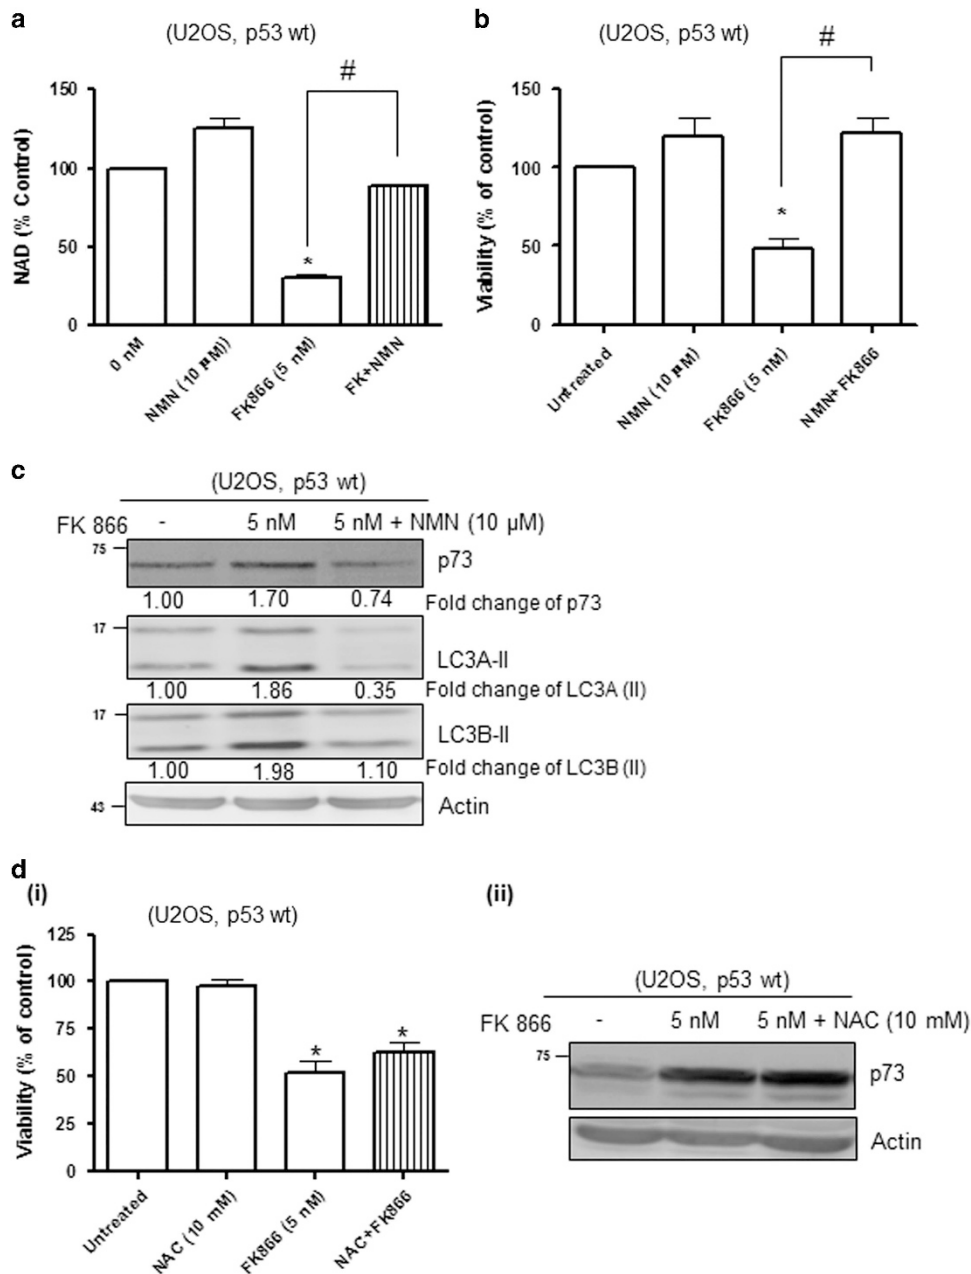 a
(U2OS, p53 wt)
#
NAD (% Control)
150
100
50
0
*
0 nM
NMN (10 µM))
FK866 (5 nM)
FK+NMN
b
(U2OS, p53 wt)
#
Viability (% of control)
150
100
50
0
*
Untreated
NMN (10 µM)
FK866 (5 nM)
NMN+FK866
c
(U2OS, p53 wt)
FK 866 - 5 nM 5 nM + NMN (10 µM)
75
p73
1.00 1.70 0.74 Fold change of p73
17
LC3A-II
1.00 1.86 0.35 Fold change of LC3A (II)
17
LC3B-II
1.00 1.98 1.10 Fold change of LC3B (II)
43
Actin
d
(i)
(U2OS, p53 wt)
Viability (% of control)
125
100
75
50
25
0
*
*
Untreated
NAC (10 mM)
FK866 (5 nM)
NAC+FK866
(ii)
(U2OS, p53 wt)
FK 866 - 5 nM 5 nM + NAC (10 mM)
75
p73
Actin